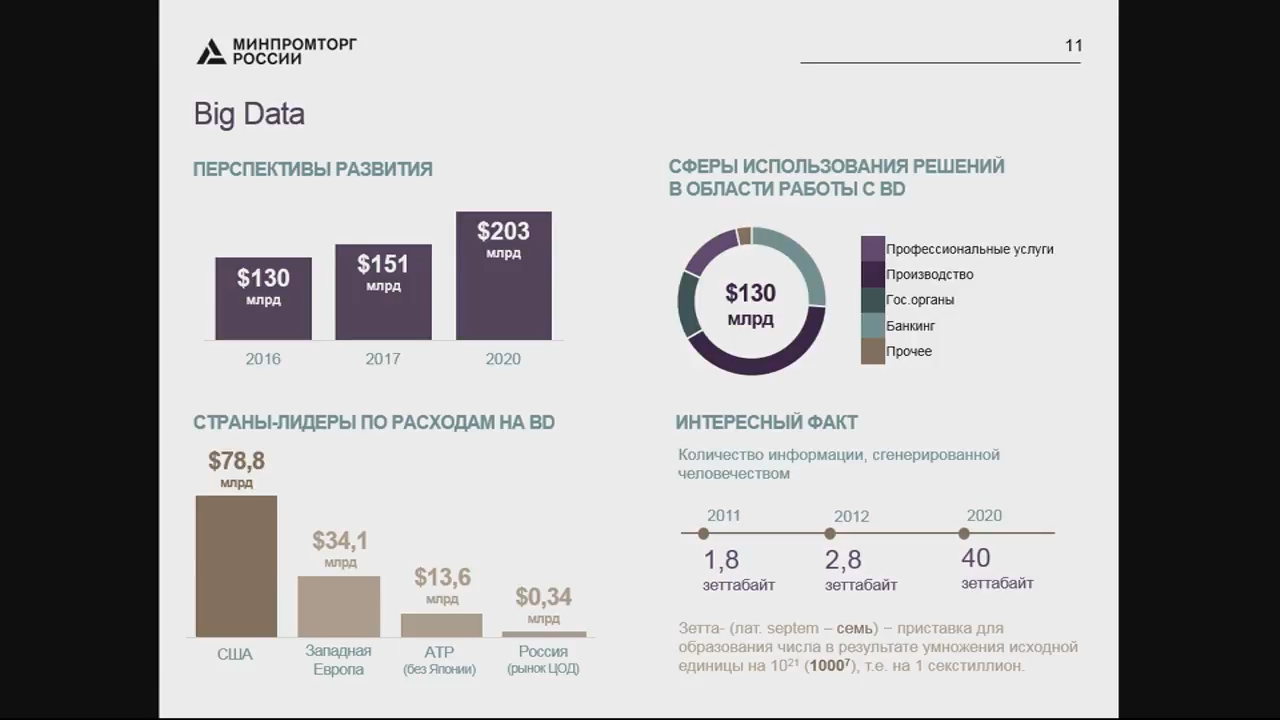 МИНПРОМТОРГ
РОССИИ
11
Big Data
ПЕРСПЕКТИВЫ РАЗВИТИЯ
$130
млрд
$151
млрд
$203
млрд
2016
2017
2020
СФЕРЫ ИСПОЛЬЗОВАНИЯ РЕШЕНИЙ
В ОБЛАСТИ РАБОТЫ С BD
$130
млрд
Профессиональные услуги
Производство
Гос.органы
Банкинг
Прочее
СТРАНЫ-ЛИДЕРЫ ПО РАСХОДАМ НА BD
$78,8
млрд
$34,1
млрд
$13,6
млрд
$0,34
млрд
США
Западная
Европа
АТР
(без Японии)
Россия
(рынок ЦОД)
ИНТЕРЕСНЫЙ ФАКТ
Количество информации, сгенерированной
человечеством
2011
2012
2020
1,8
зеттабайт
2,8
зеттабайт
40
зеттабайт
Зетта- (лат. septem – семь) – приставка для
образования числа в результате умножения исходной
единицы на 10²¹ (1000⁷), т.е. на 1 секстиллион.